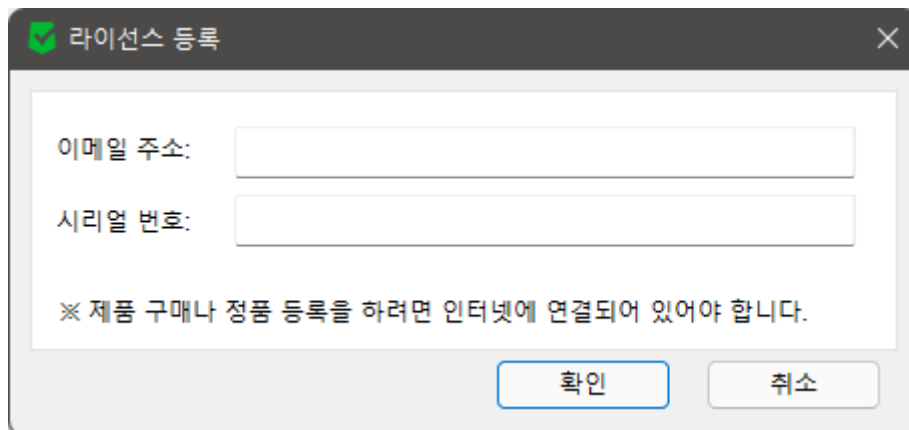 라이선스 등록
이메일 주소:
시리얼 번호:
※ 제품 구매나 정품 등록을 하려면 인터넷에 연결되어 있어야 합니다.
확인 취소